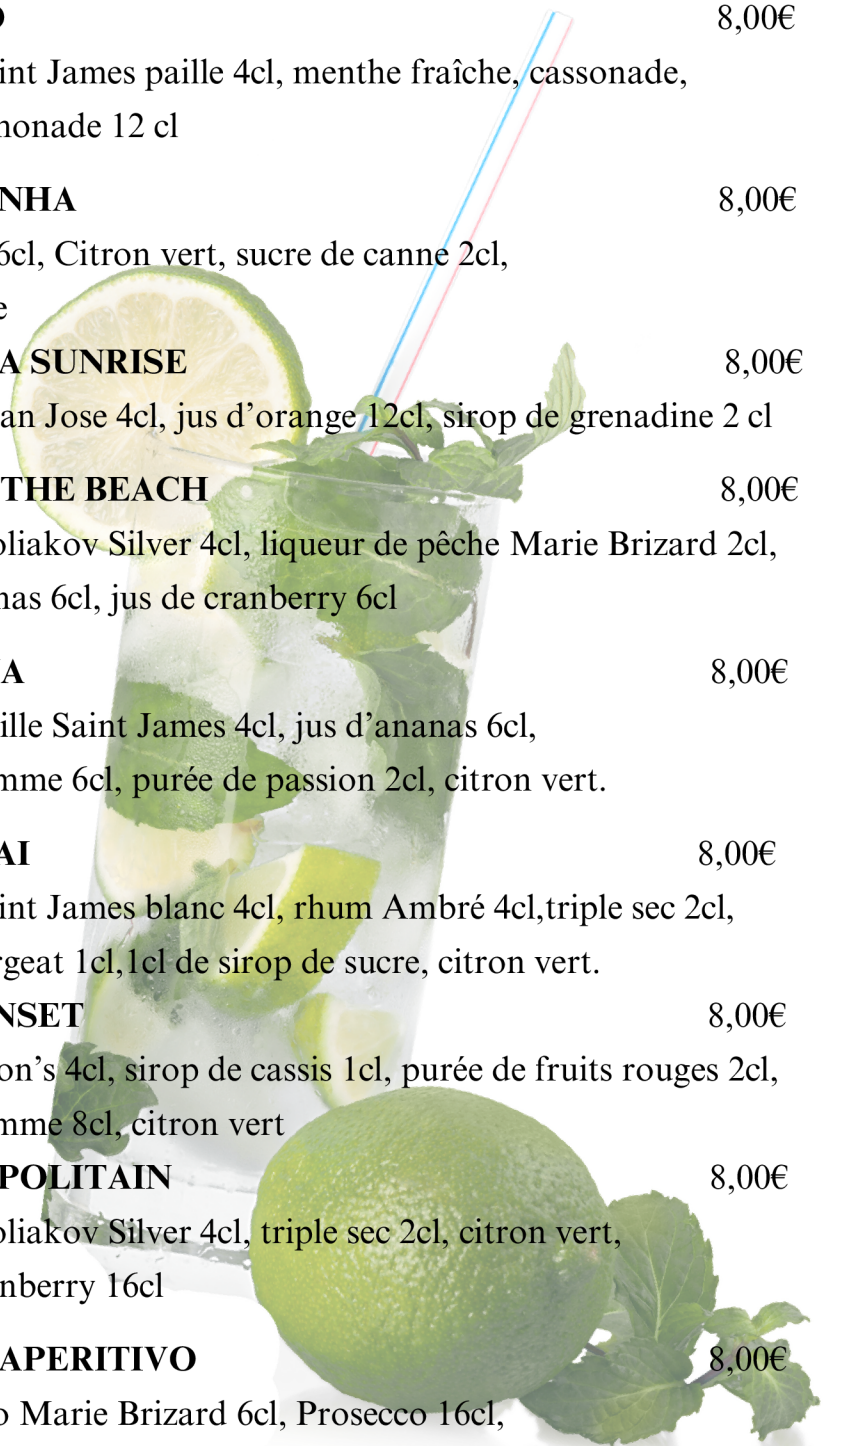 O 8,00€
int James paille 4cl, menthe fraîche, cassonade,
nonade 12 cl
NHA 8,00€
6cl, Citron vert, sucre de canne 2cl,
e
A SUNRISE 8,00€
an Jose 4cl, jus d’orange 12cl, sirop de grenadine 2 cl
THE BEACH 8,00€
oliakov Silver 4cl, liqueur de pêche Marie Brizard 2cl,
nas 6cl, jus de cranberry 6cl
A 8,00€
ille Saint James 4cl, jus d’ananas 6cl,
mme 6cl, purée de passion 2cl, citron vert.
AI 8,00€
int James blanc 4cl, rhum Ambré 4cl,triple sec 2cl,
rgeat 1cl,1cl de sirop de sucre, citron vert.
NSET 8,00€
on’s 4cl, sirop de cassis 1cl, purée de fruits rouges 2cl,
mme 8cl, citron vert
POLITAIN 8,00€
oliakov Silver 4cl, triple sec 2cl, citron vert,
nberry 16cl
APERITIVO 8,00€
o Marie Brizard 6cl, Prosecco 16cl,